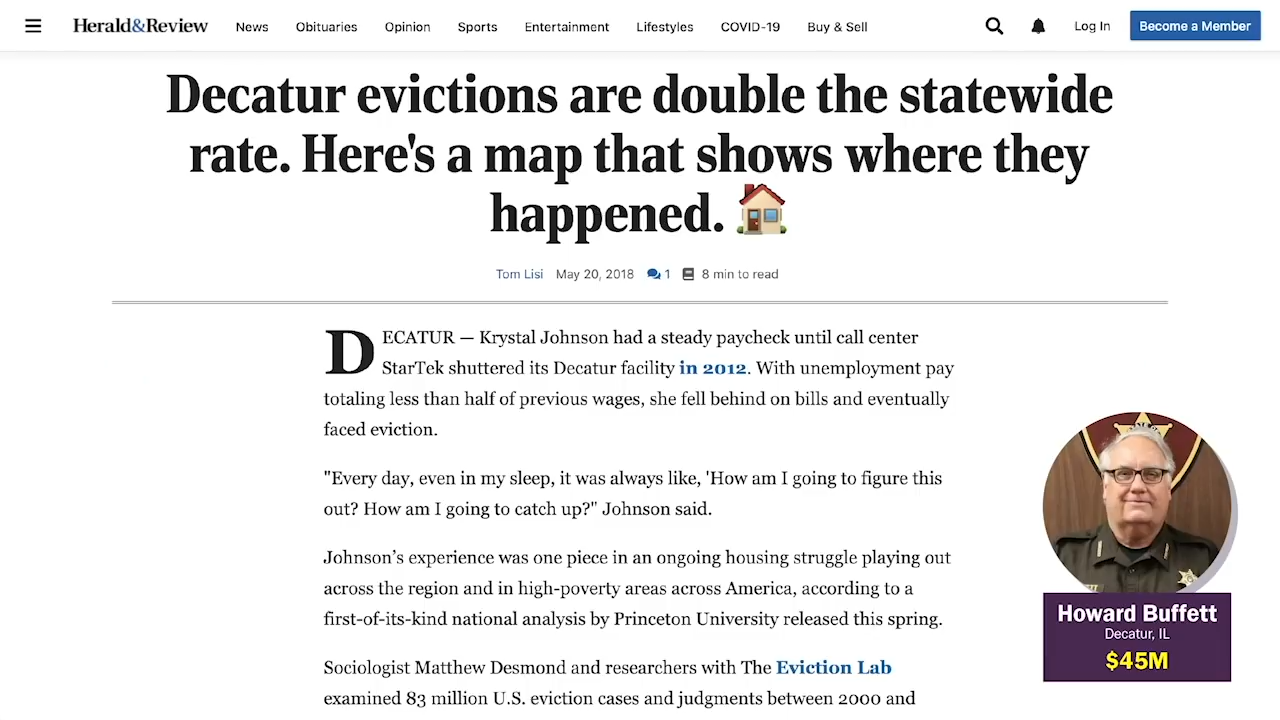 Herald&Review News Obituaries Opinion Sports Entertainment Lifestyles COVID-19 Buy & Sell Log In Become a Member
Decatur evictions are double the statewide
rate. Here's a map that shows where they
happened.
Tom Lisi May 20, 2018 1 8 min to read
DECATUR — Krystal Johnson had a steady paycheck until call center
StarTek shuttered its Decatur facility in 2012. With unemployment pay
totaling less than half of previous wages, she fell behind on bills and eventually
faced eviction.
"Every day, even in my sleep, it was always like, 'How am I going to figure this
out? How am I going to catch up?" Johnson said.
Johnson’s experience was one piece in an ongoing housing struggle playing out
across the region and in high-poverty areas across America, according to a
first-of-its-kind national analysis by Princeton University released this spring.
Sociologist Matthew Desmond and researchers with The Eviction Lab
examined 83 million U.S. eviction cases and judgments between 2000 and
Howard Buffett
Decatur, IL
$45M